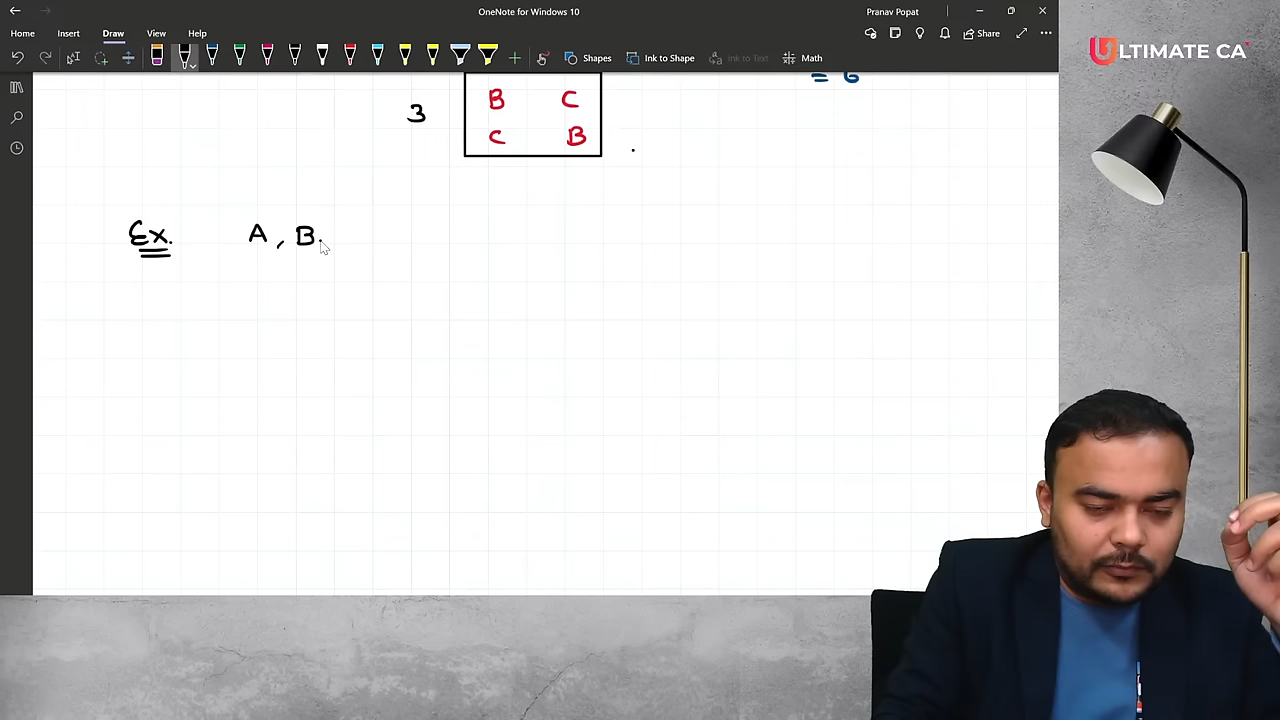 OneNote for Windows 10
Pranav Popat
Home Insert Draw View Help
Share
Shapes Ink to Shape Ink to Text Math
ULTIMATE CA
= 6
3
B C
C B .
Ex. A , B.